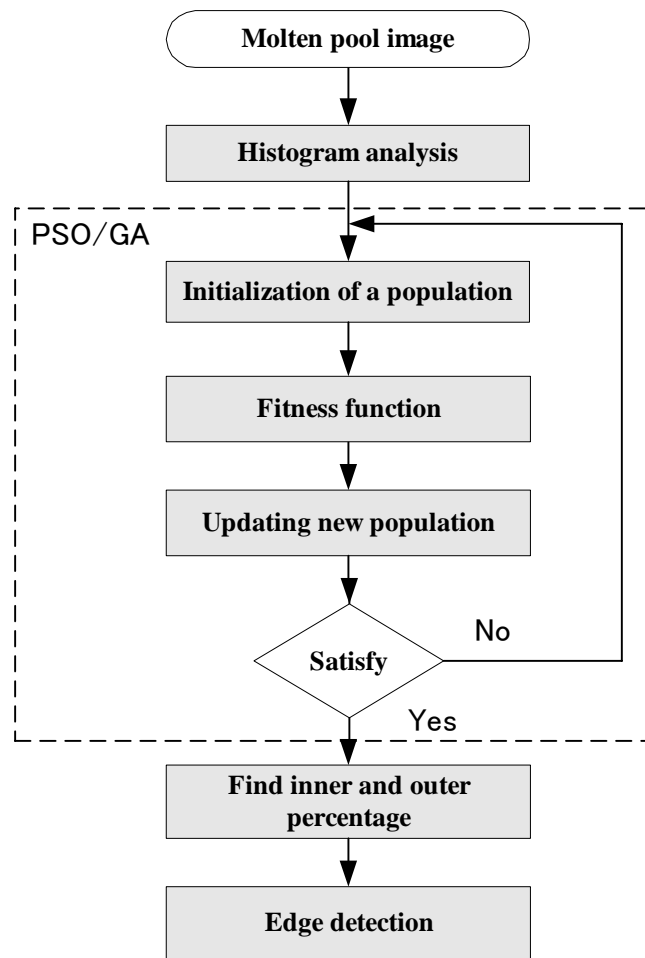 Molten pool image
Histogram analysis
PSO/GA
Initialization of a population
Fitness function
Updating new population
Satisfy
No
Yes
Find inner and outer
percentage
Edge detection